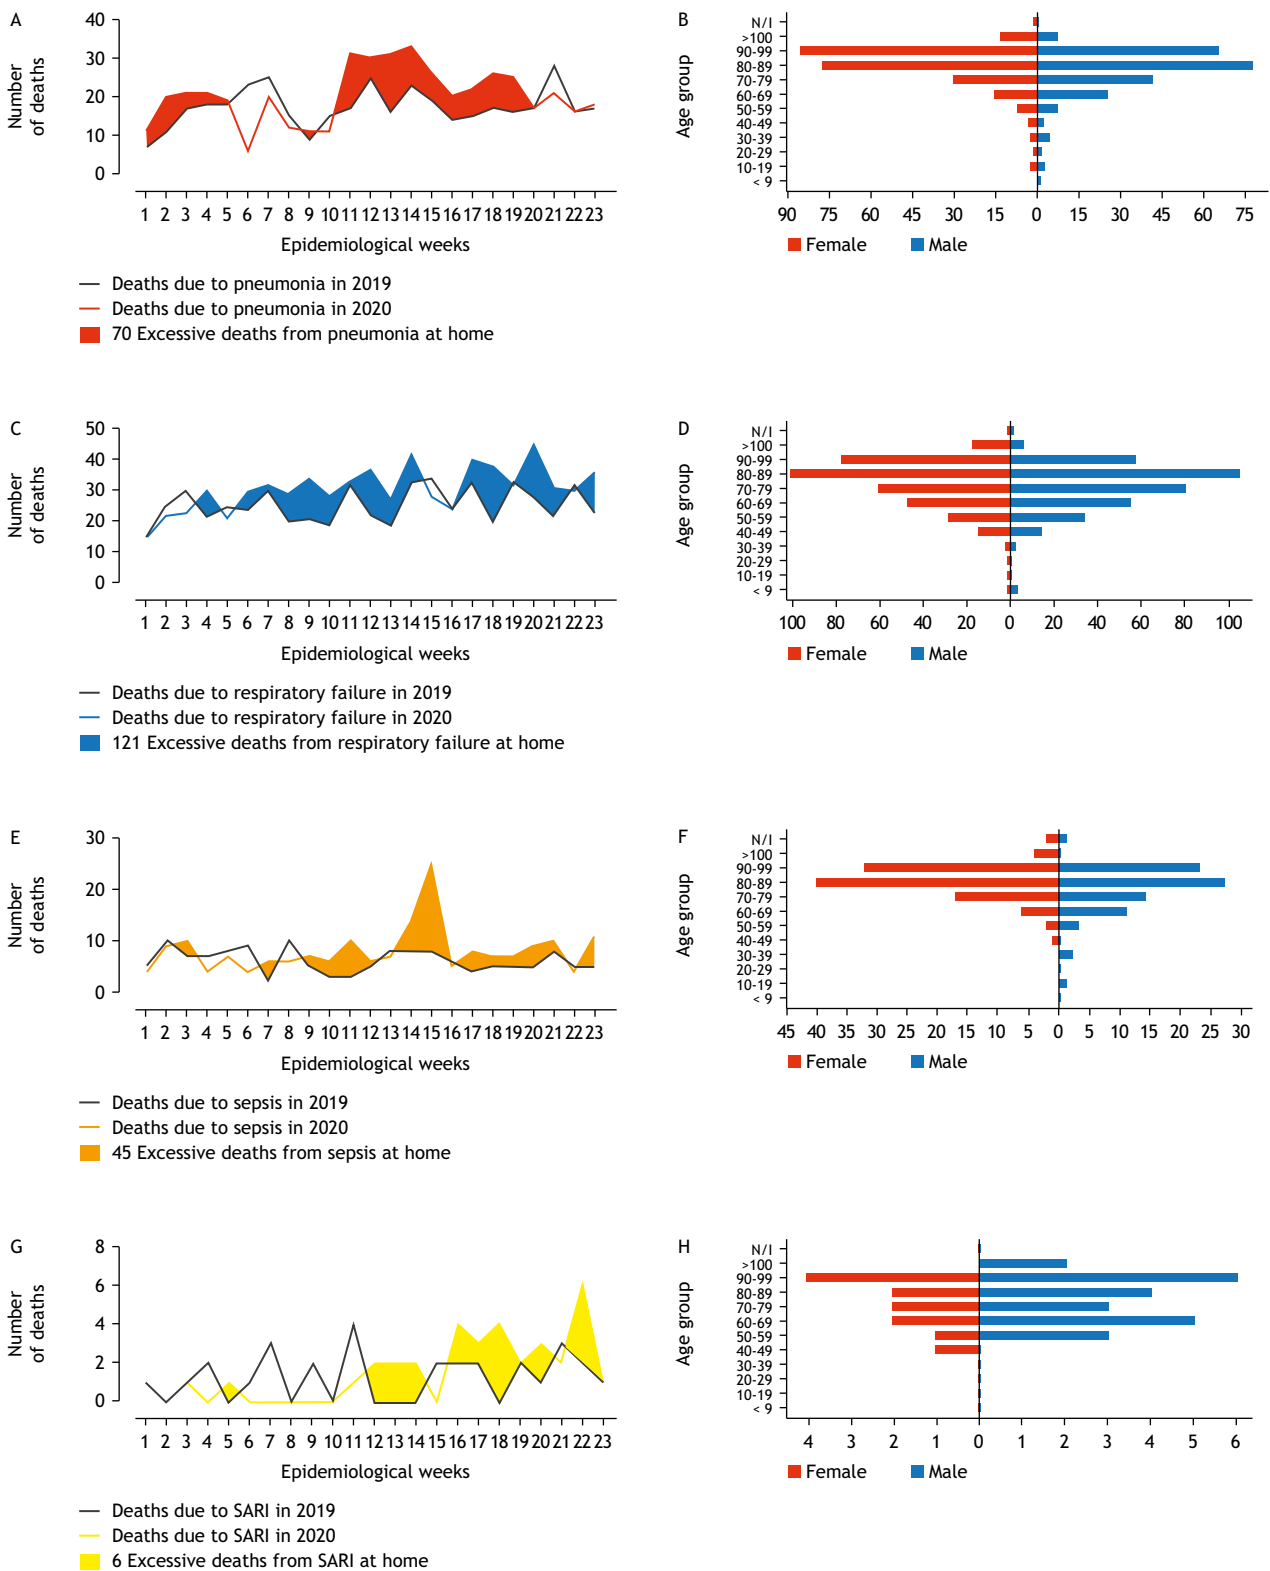 A
Number
of deaths
40
30
20
10
0
1 2 3 4 5 6 7 8 9 10 11 12 13 14 15 16 17 18 19 20 21 22 23
Epidemiological weeks
Deaths due to pneumonia in 2019
Deaths due to pneumonia in 2020
70 Excessive deaths from pneumonia at home
B
Age group
N/I
>100
90-99
80-89
70-79
60-69
50-59
40-49
30-39
20-29
10-19
< 9
90 75 60 45 30 15 0 15 30 45 60 75
Female Male
C
Number
of deaths
50
40
30
20
10
0
1 2 3 4 5 6 7 8 9 10 11 12 13 14 15 16 17 18 19 20 21 22 23
Epidemiological weeks
Deaths due to respiratory failure in 2019
Deaths due to respiratory failure in 2020
121 Excessive deaths from respiratory failure at home
D
Age group
N/I
>100
90-99
80-89
70-79
60-69
50-59
40-49
30-39
20-29
10-19
< 9
100 80 60 40 20 0 20 40 60 80 100
Female Male
E
Number
of deaths
30
20
10
0
1 2 3 4 5 6 7 8 9 10 11 12 13 14 15 16 17 18 19 20 21 22 23
Epidemiological weeks
Deaths due to sepsis in 2019
Deaths due to sepsis in 2020
45 Excessive deaths from sepsis at home
F
Age group
N/I
>100
90-99
80-89
70-79
60-69
50-59
40-49
30-39
20-29
10-19
< 9
45 40 35 30 25 20 15 10 5 0 5 10 15 20 25 30
Female Male
G
Number
of deaths
8
6
4
2
0
1 2 3 4 5 6 7 8 9 10 11 12 13 14 15 16 17 18 19 20 21 22 23
Epidemiological weeks
Deaths due to SARI in 2019
Deaths due to SARI in 2020
6 Excessive deaths from SARI at home
H
Age group
N/I
>100
90-99
80-89
70-79
60-69
50-59
40-49
30-39
20-29
10-19
< 9
4 3 2 1 0 1 2 3 4 5 6
Female Male